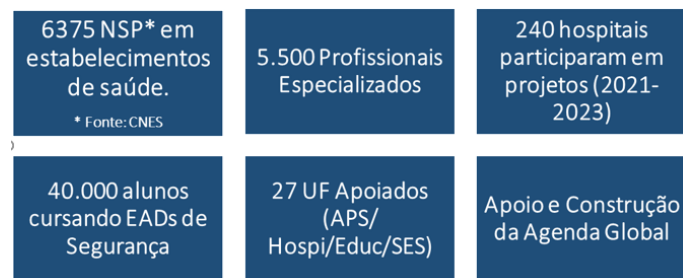 6375 NSP* em
estabelecimentos
de saúde.
* Fonte: CNES
5.500 Profissionais
Especializados
240 hospitais
participaram em
projetos (2021-
2023)
40.000 alunos
cursando EADs de
Segurança
27 UF Apoiados
(APS/
Hospi/Educ/SES)
Apoio e Construção
da Agenda Global